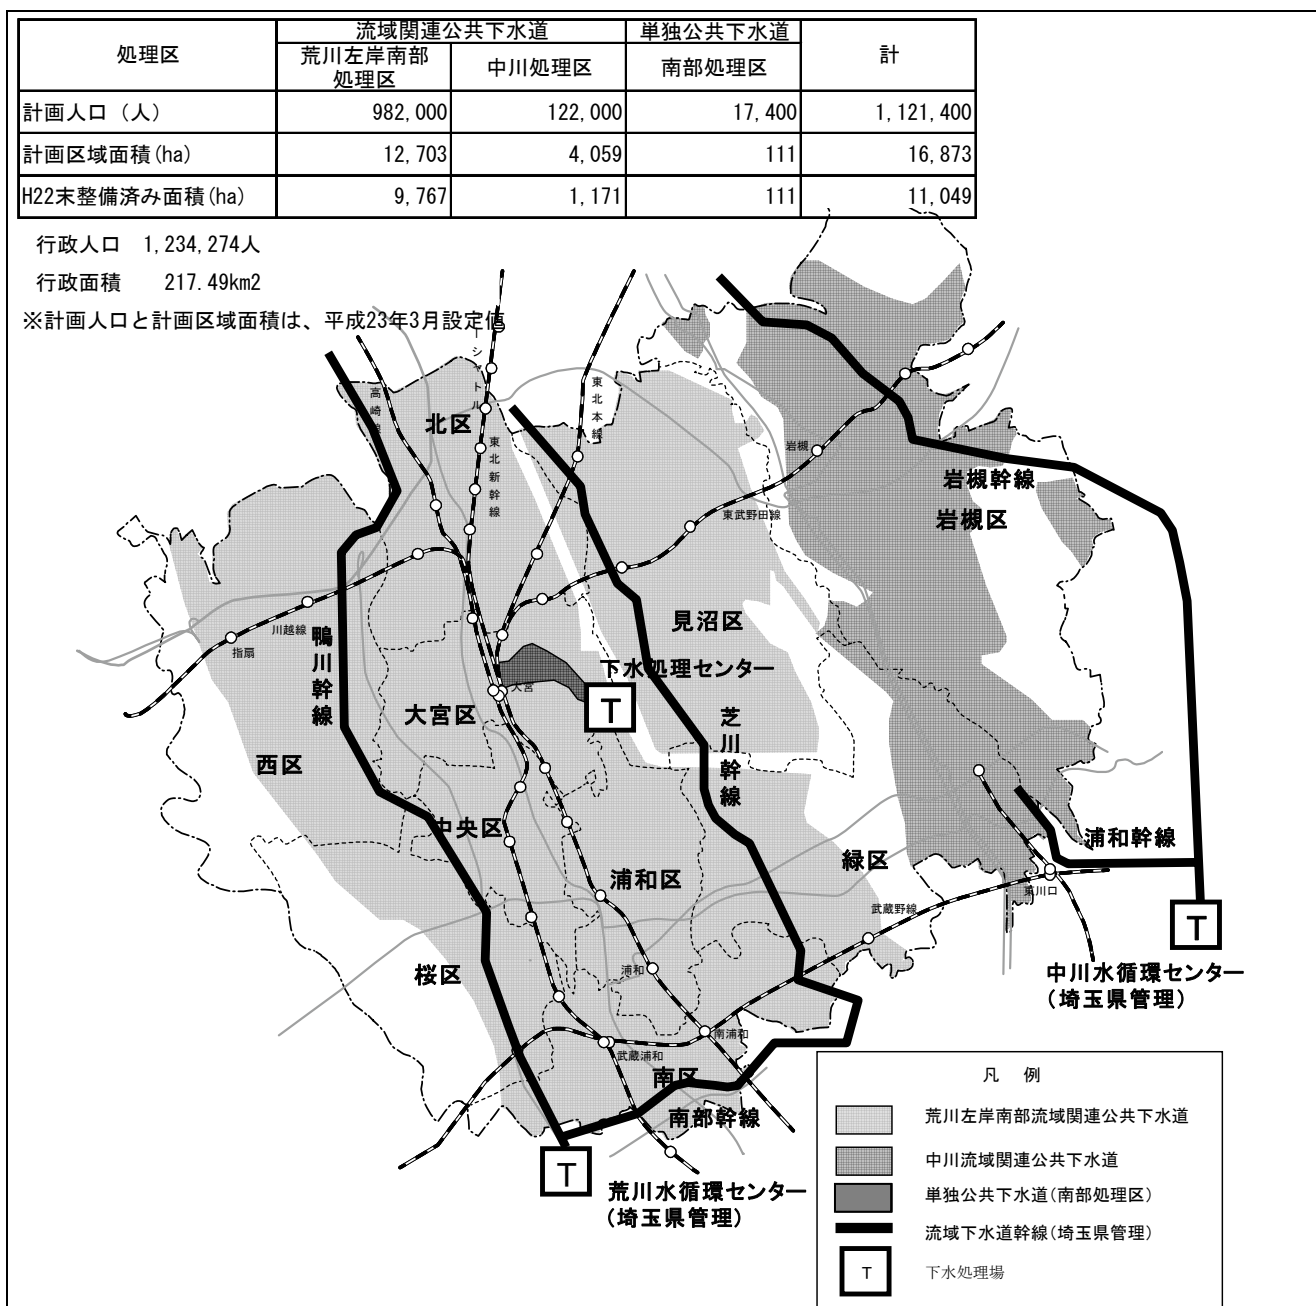 処理区
流域関連公共下水道
単独公共下水道
計
荒川左岸南部
処理区
中川処理区
南部処理区
計画人口（人） 982,000 122,000 17,400 1,121,400
計画区域面積(ha) 12,703 4,059 111 16,873
H22末整備済み面積(ha) 9,767 1,171 111 11,049
行政人口 1,234,274人
行政面積 217.49km2
※計画人口と計画区域面積は、平成23年3月設定値
ーシャトル
東北本線
高崎線
北区
東北新幹線
岩槻
岩槻幹線
東武野田線
岩槻区
見沼区
川越線
指扇
鴨川幹線
下水処理センター
大宮
T
大宮区
芝川幹線
西区
中央区
浦和幹線
緑区
浦和区
東川口
武蔵野線
T
桜区
浦和
中川水循環センター
(埼玉県管理)
南浦和
武蔵浦和
南区
南部幹線
T
荒川水循環センター
(埼玉県管理)
凡 例
荒川左岸南部流域関連公共下水道
中川流域関連公共下水道
単独公共下水道(南部処理区)
流域下水道幹線(埼玉県管理)
T
下水処理場